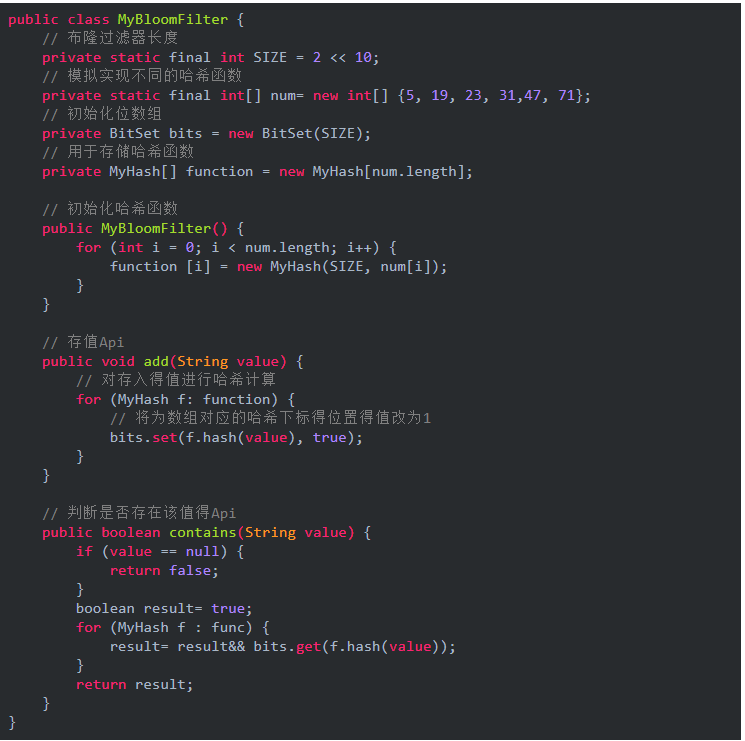 public class MyBloomFilter {
    // 布隆过滤器长度
    private static final int SIZE = 2 << 10;
    // 模拟实现不同的哈希函数
    private static final int[] num= new int[] {5, 19, 23, 31,47, 71};
    // 初始化位数组
    private BitSet bits = new BitSet(SIZE);
    // 用于存储哈希函数
    private MyHash[] function = new MyHash[num.length];

    // 初始化哈希函数
    public MyBloomFilter() {
        for (int i = 0; i < num.length; i++) {
            function [i] = new MyHash(SIZE, num[i]);
        }
    }

    // 存值Api
    public void add(String value) {
        // 对存入得值进行哈希计算
        for (MyHash f: function) {
            // 将为数组对应的哈希下标得位置得值改为1
            bits.set(f.hash(value), true);
        }
    }

    // 判断是否存在该值得Api
    public boolean contains(String value) {
        if (value == null) {
            return false;
        }
        boolean result= true;
        for (MyHash f : func) {
            result= result&& bits.get(f.hash(value));
        }
        return result;
    }
}